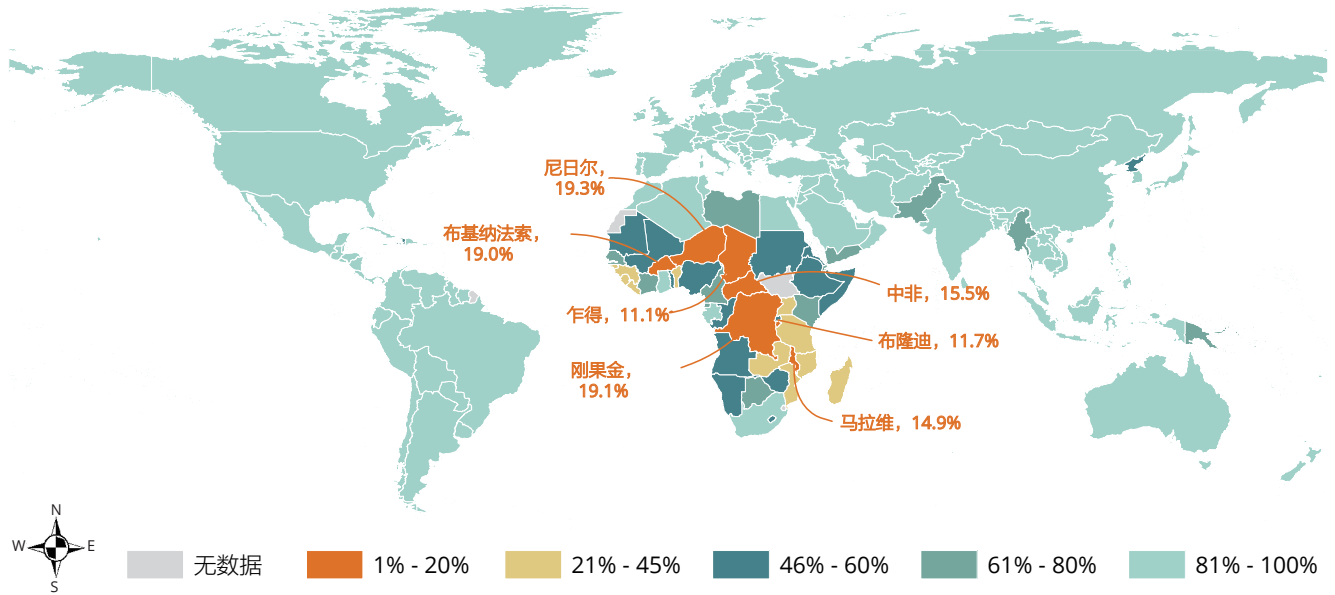 尼日尔，
19.3%
布基纳法索，
19.0%
乍得，11.1%
中非，15.5%
布隆迪，11.7%
刚果金，
19.1%
马拉维，14.9%
N
W
E
S
无数据
1% - 20%
21% - 45%
46% - 60%
61% - 80%
81% - 100%